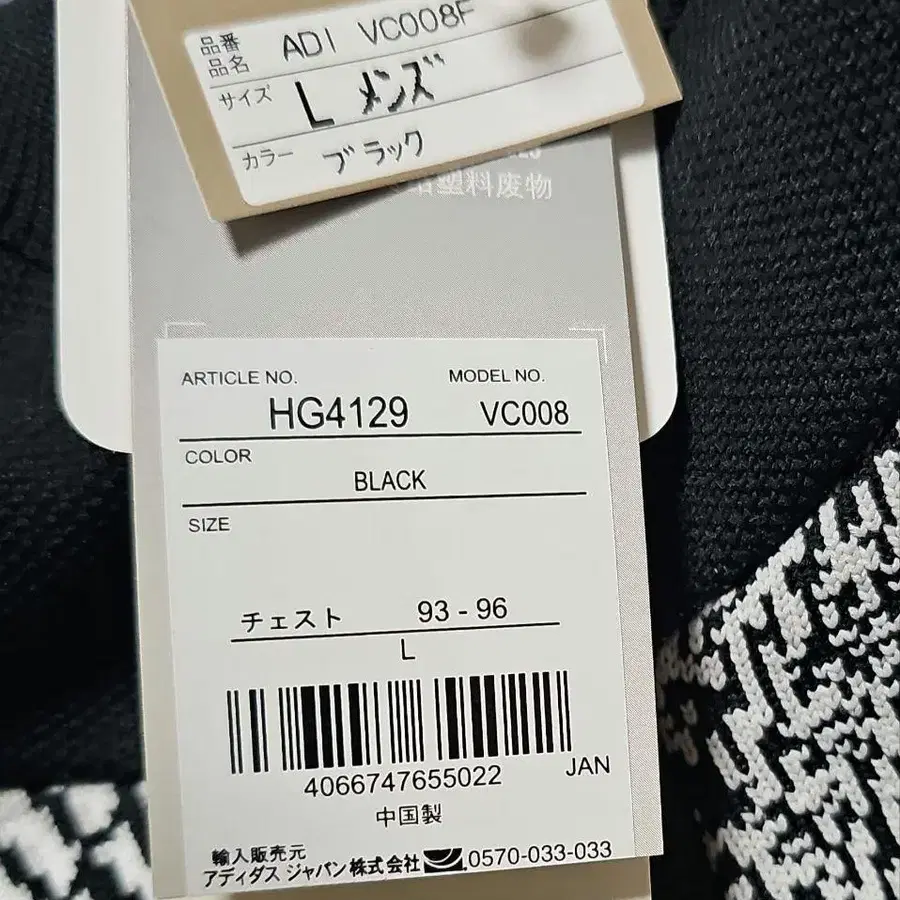 品番
品名 ADI VC008F
サイズ L メンズ
カラー ブラック
塑料废物
ARTICLE NO. MODEL NO.
HG4129 VC008
COLOR
BLACK
SIZE
チェスト 93 - 96
L
4066747655022 JAN
中国製
輸入販売元
アディダス ジャパン株式会社 0570-033-033